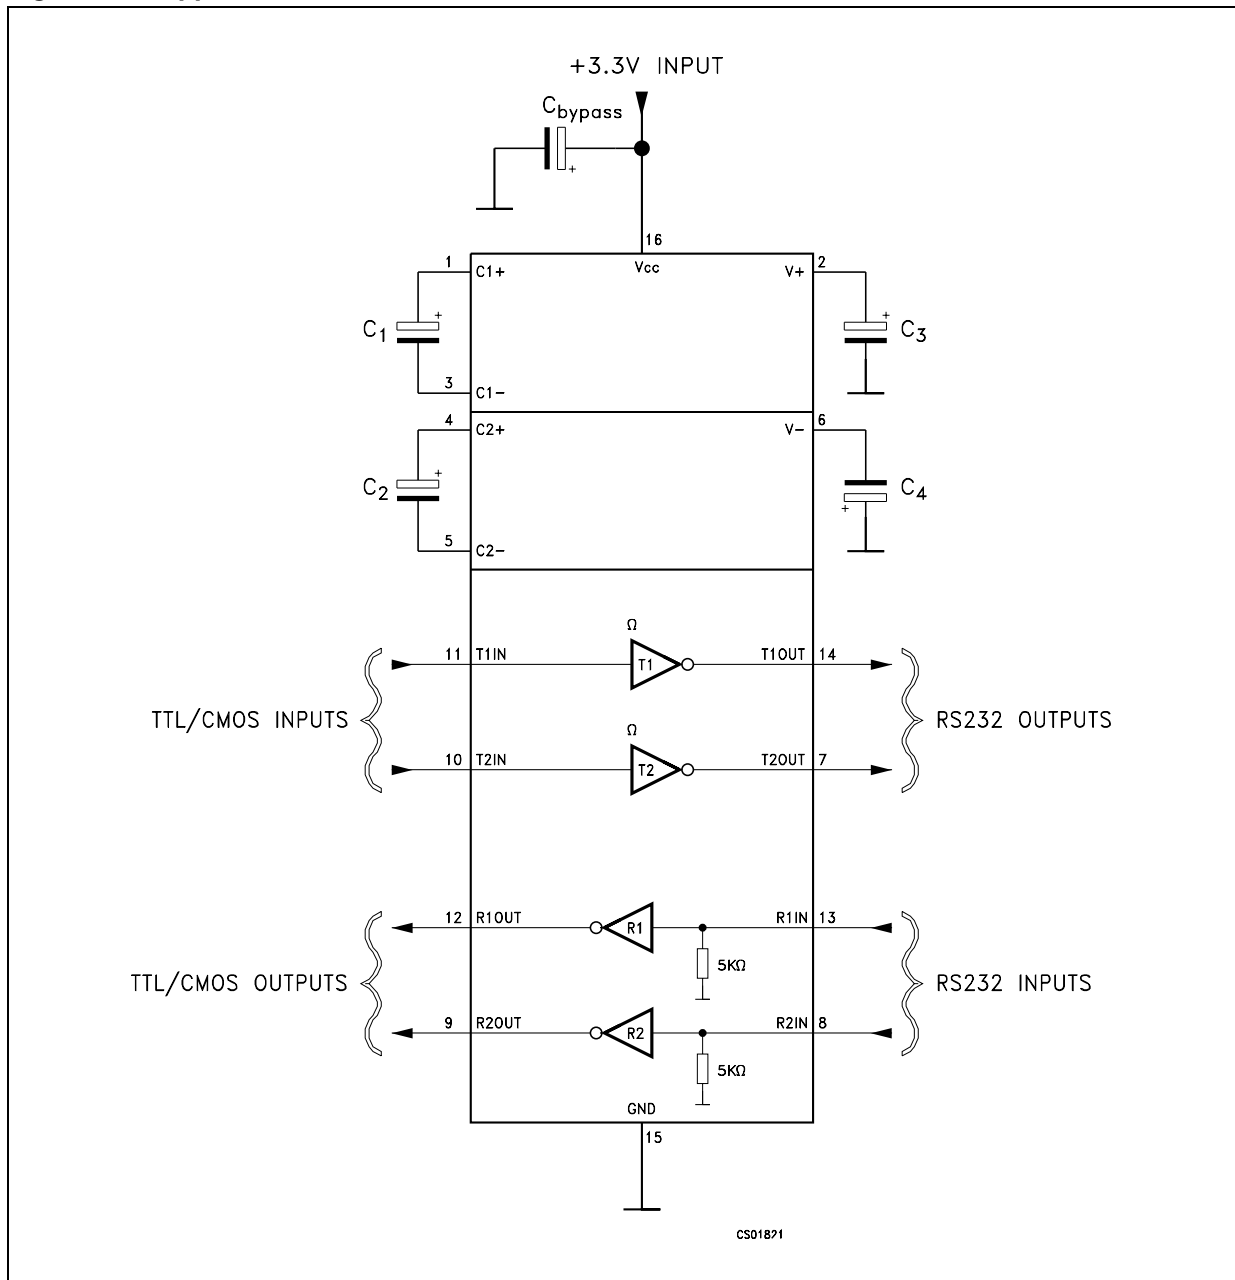 +3.3V INPUT
Cbypass
+
16
Vcc
1 C1+ V+ 2
C1 + + C3
3 C1-
4 C2+ V- 6
C2 + + C4
5 C2-
Ω
11 T1IN T1 T1OUT 14
TTL/CMOS INPUTS RS232 OUTPUTS
Ω
10 T2IN T2 T2OUT 7
12 R1OUT R1 R1IN 13
5KΩ
TTL/CMOS OUTPUTS RS232 INPUTS
9 R2OUT R2 R2IN 8
5KΩ
GND
15
CS01821